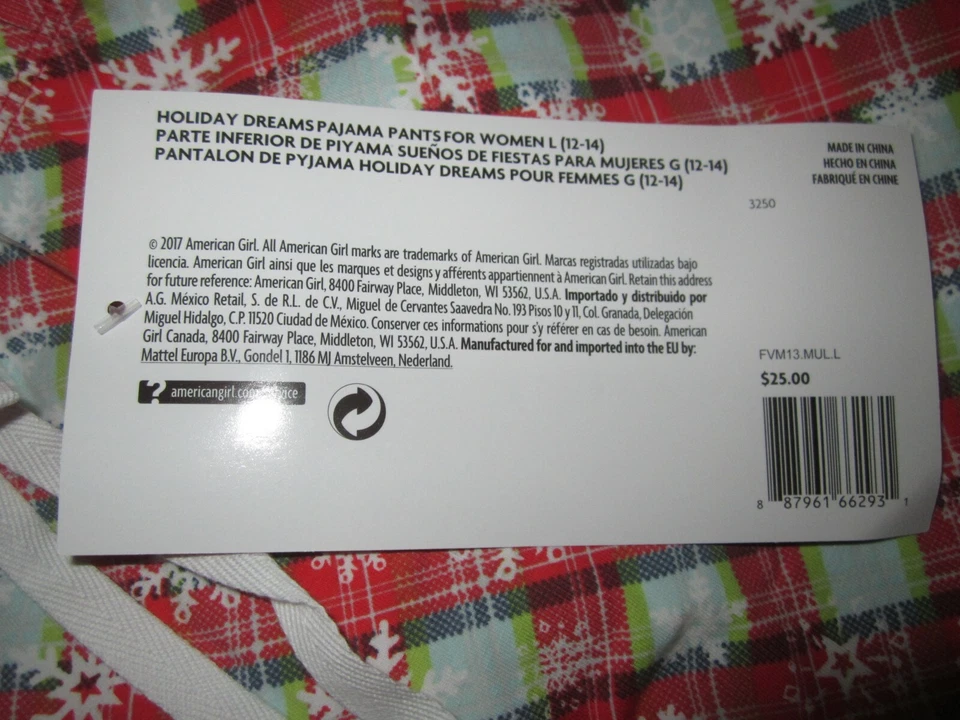 HOLIDAY DREAMS PAJAMA PANTS FOR WOMEN L (12-14)
PARTE INFERIOR DE PIYAMA SUEÑOS DE FIESTAS PARA MUJERES G (12-14)
PANTALON DE PYJAMA HOLIDAY DREAMS POUR FEMMES G (12-14)
MADE IN CHINA
HECHO EN CHINA
FABRIQUÉ EN CHINE
3250
© 2017 American Girl. All American Girl marks are trademarks of American Girl. Marcas registradas utilizadas bajo
licencia. American Girl ainsi que les marques et designs y afférents appartiennent à American Girl. Retain this address
for future reference: American Girl, 8400 Fairway Place, Middleton, WI 53562, U.S.A. Importado y distribuido por
A.G. México Retail, S. de R.L. de C.V., Miguel de Cervantes Saavedra No. 193 Pisos 10 y 11, Col. Granada, Delegación
Miguel Hidalgo, C.P. 11520 Ciudad de México. Conserver ces informations pour s'y référer en cas de besoin. American
Girl Canada, 8400 Fairway Place, Middleton, WI 53562, U.S.A. Manufactured for and imported into the EU by:
Mattel Europa B.V., Gondel 1, 1186 MJ Amstelveen, Nederland.
? americangirl.com
FVM13.MUL.L
$25.00
8 87961 66293 1